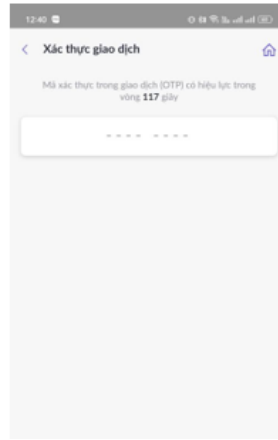 12:40
Xác thực giao dịch
Mã xác thực trong giao dịch (OTP) có hiệu lực trong
vòng 117 giây